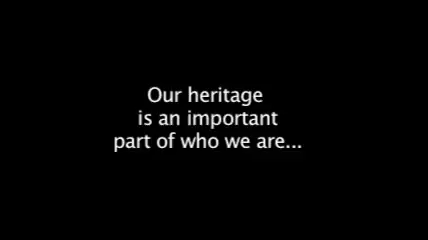 Our heritage
is an important
part of who we are...